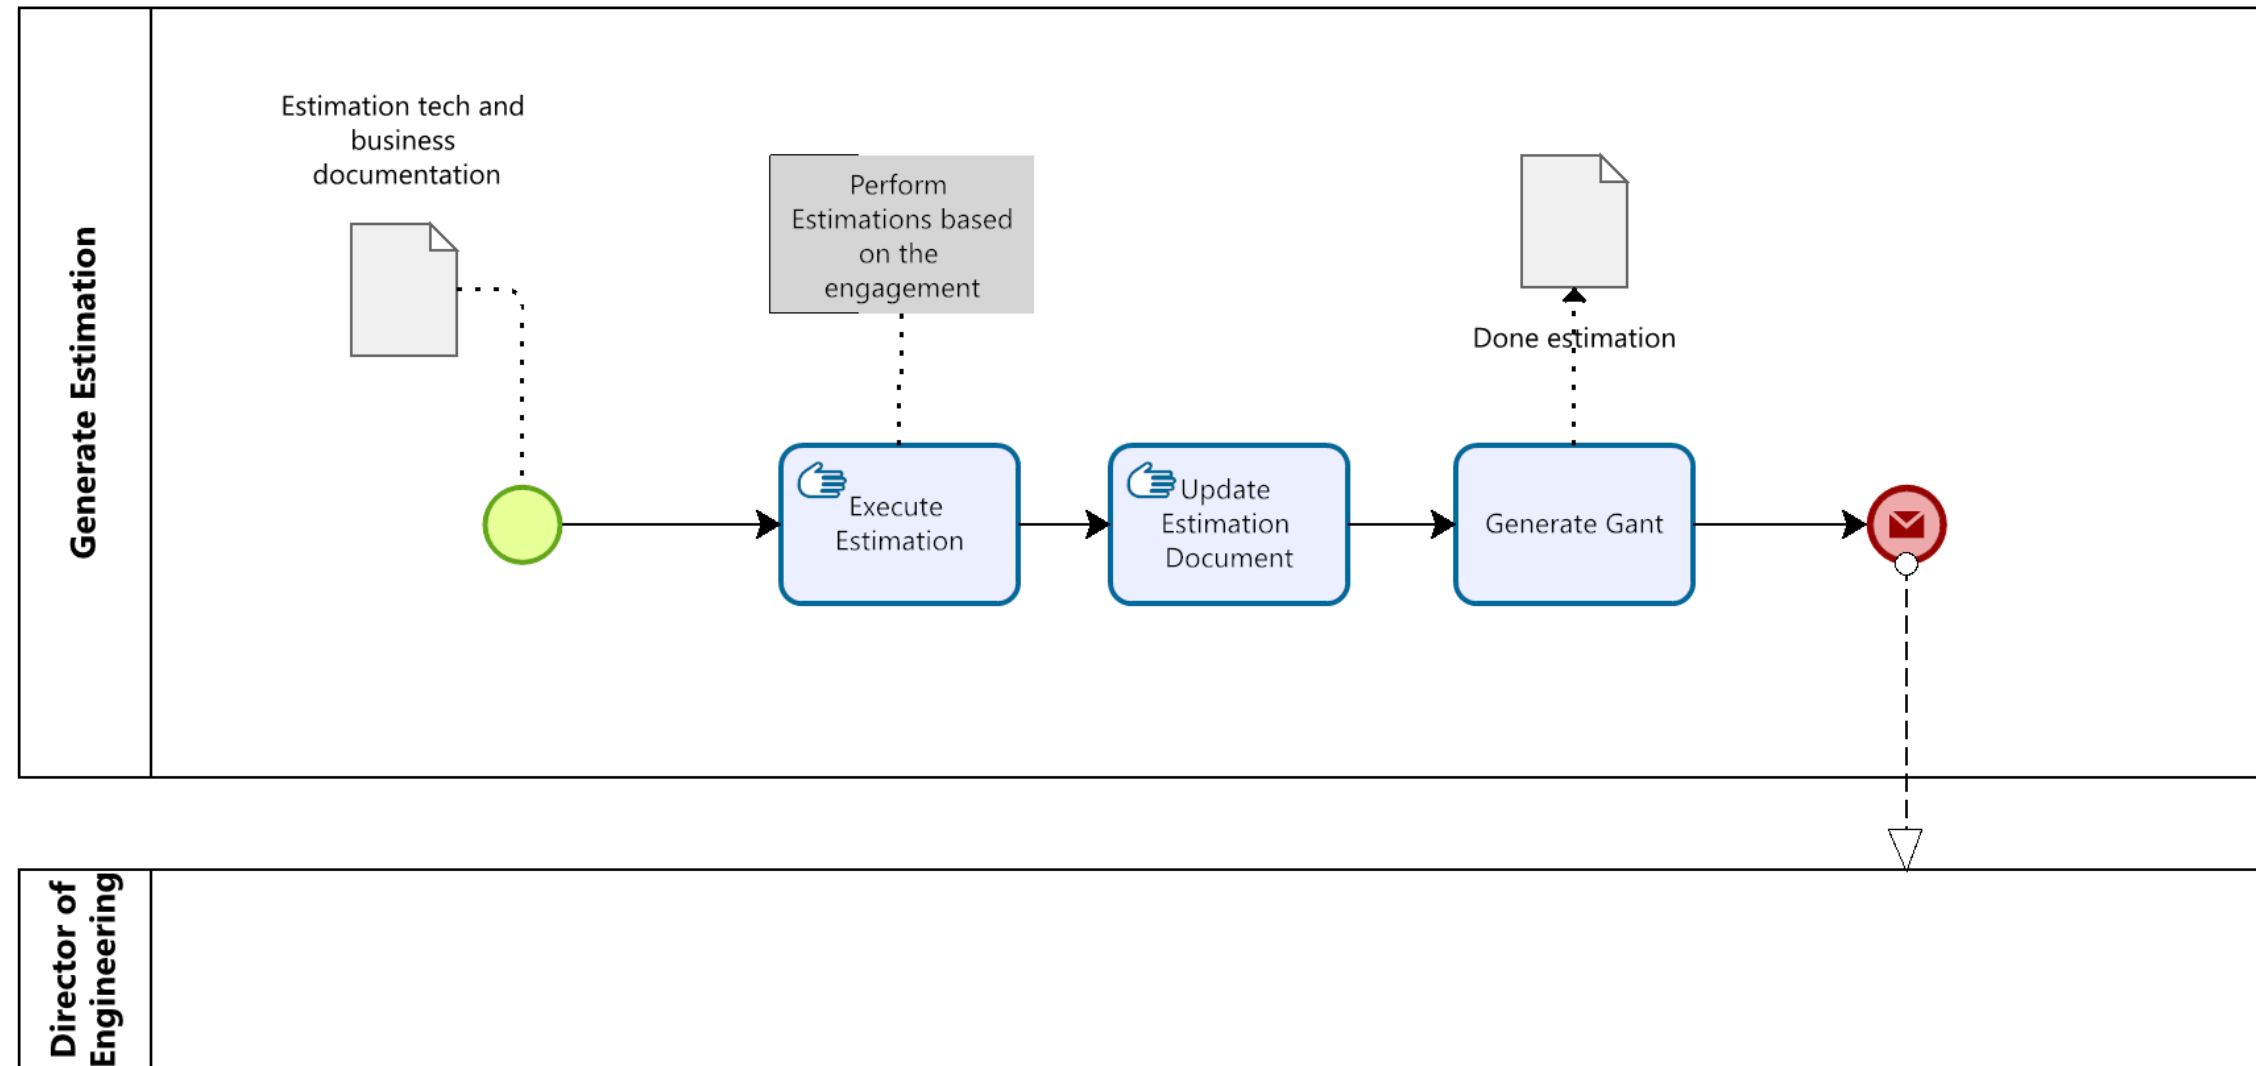 Generate Estimation
Estimation tech and
business
documentation
Perform
Estimations based
on the
engagement
Done estimation
Execute
Estimation
Update
Estimation
Document
Generate Gant
Director of
Engineering